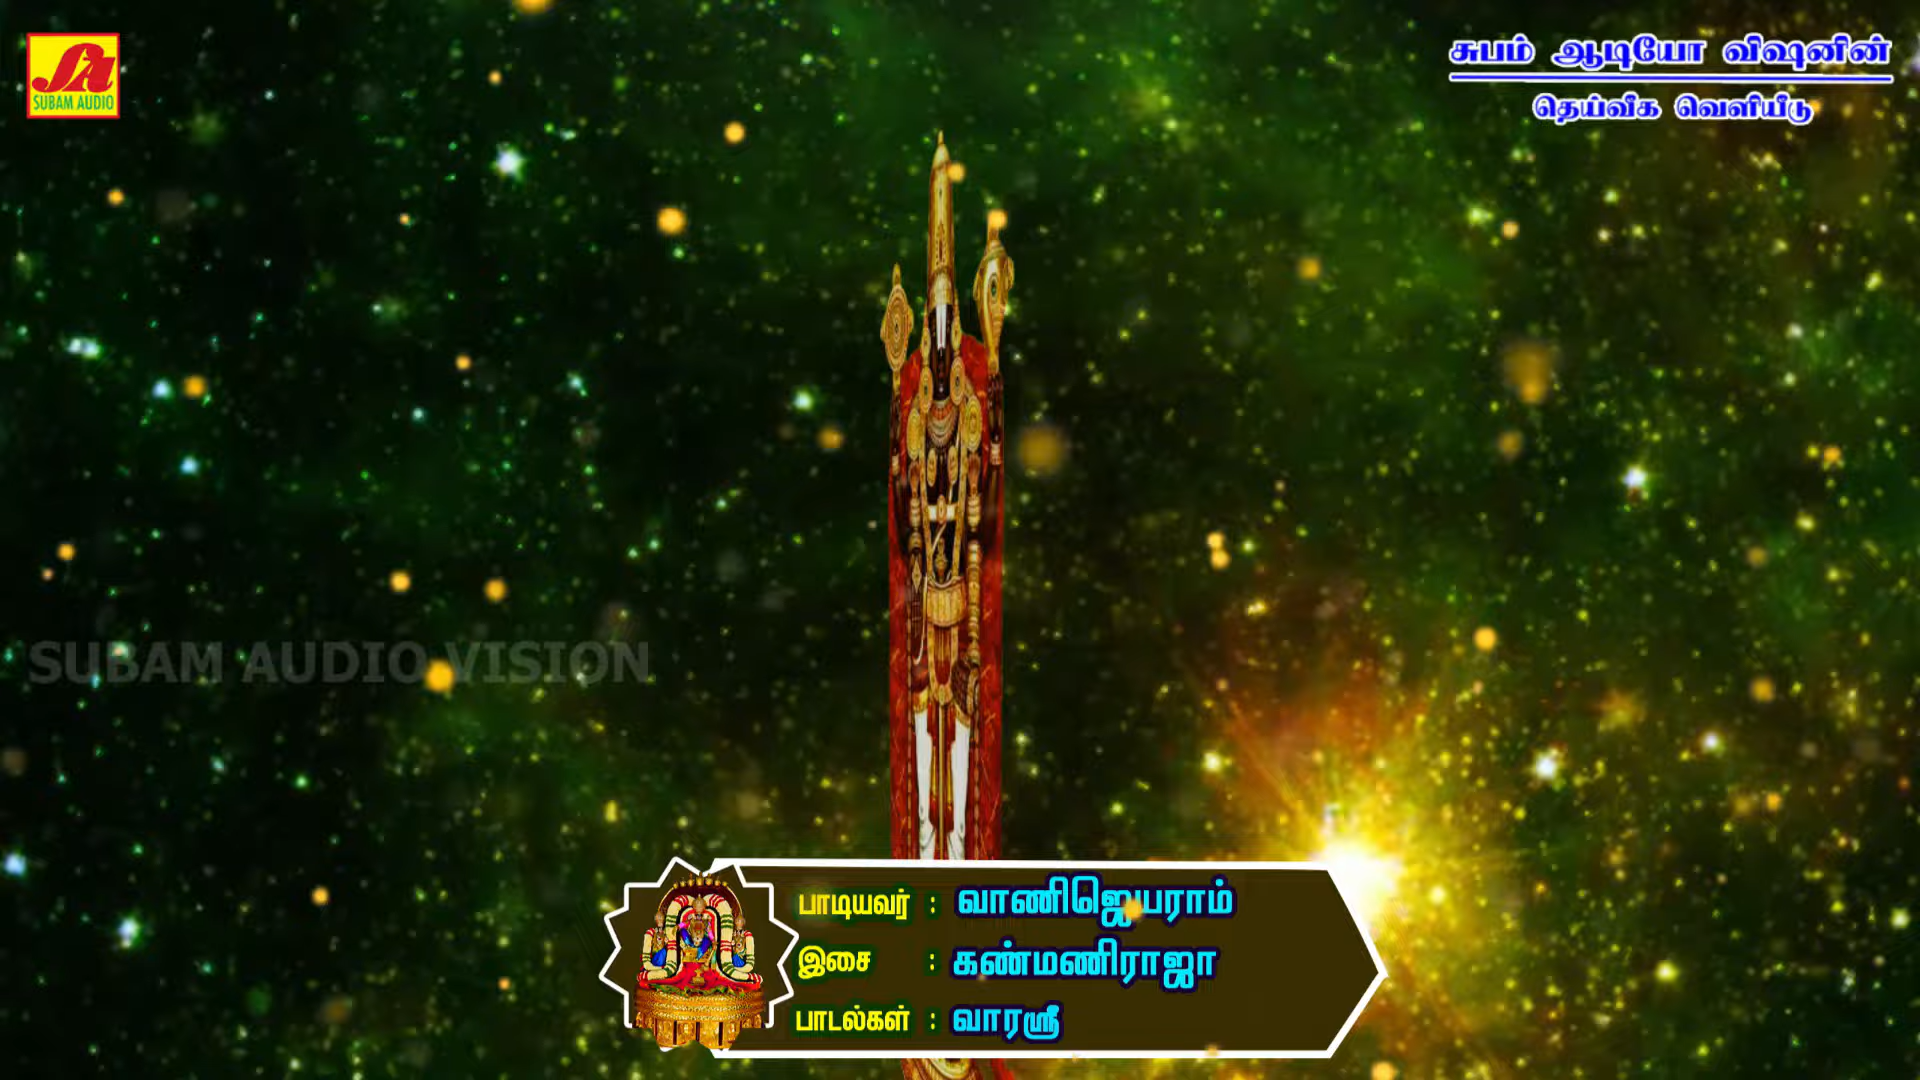 SUBAM AUDIO
சுபம் ஆடியோ விஷனின்
தெய்வீக வெளியீடு
SUBAM AUDIO VISION
பாடியவர் : வாணிஜெயராம்
இசை : கண்மணிராஜா
பாடல்கள் : வாரஸ்ரீ